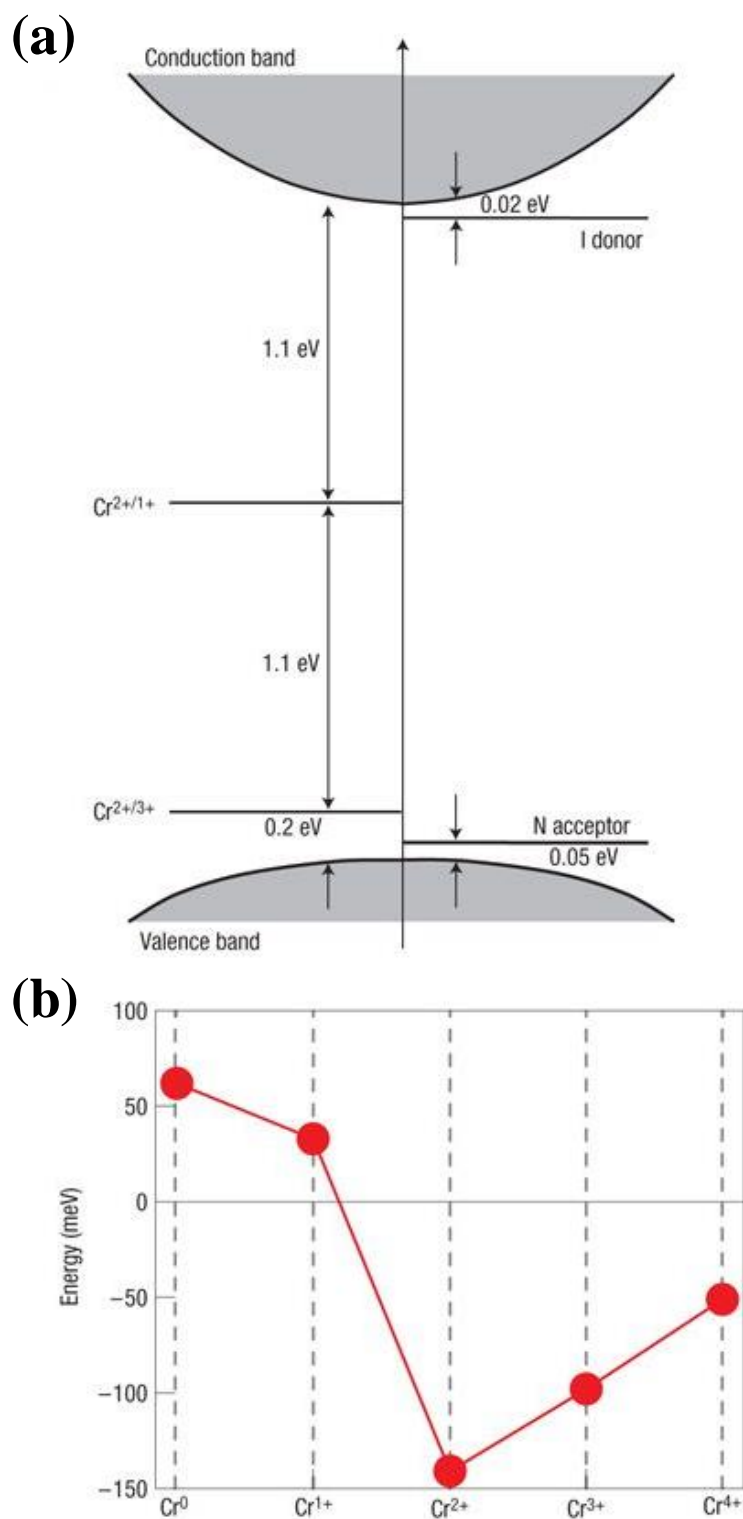 (a)
Conduction band
0.02 eV
I donor
1.1 eV
Cr²⁺/¹⁺
1.1 eV
Cr²⁺/³⁺
0.2 eV
N acceptor
0.05 eV
Valence band
(b)
100
50
0
−50
−100
−150
Energy (meV)
Cr⁰ Cr¹⁺ Cr²⁺ Cr³⁺ Cr⁴⁺